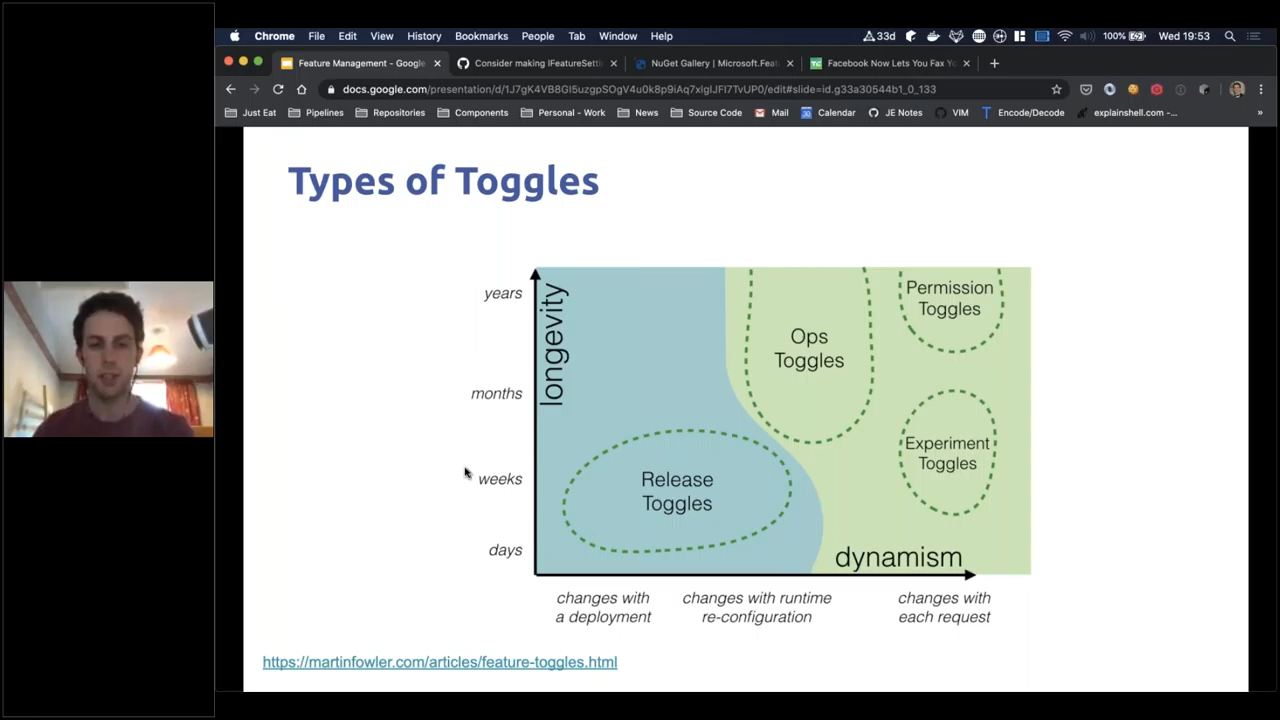 Chrome File Edit View History Bookmarks People Tab Window Help 33d 100% Wed 19:53
Feature Management - Google Consider making IFeatureSetti NuGet Gallery | Microsoft.Feat Facebook Now Lets You Fax Yo
docs.google.com/presentation/d/1J7gK4VB8Gl5uzgpSOgV4u0k8p9iAq7xlgIJFl7TvUP0/edit#slide=id.g33a30544b1_0_133
Just Eat Pipelines Repositories Components Personal - Work News Source Code Mail Calendar JE Notes VIM Encode/Decode explainshell.com -... »
Types of Toggles
years
months
weeks
days
longevity
Permission
Toggles
Ops
Toggles
Experiment
Toggles
Release
Toggles
dynamism
changes with
a deployment
changes with runtime
re-configuration
changes with
each request
https://martinfowler.com/articles/feature-toggles.html